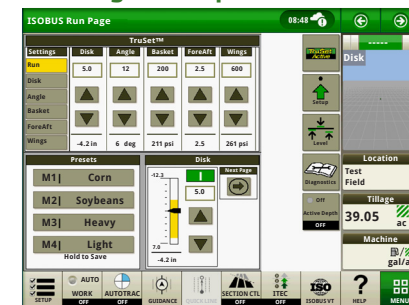 ISOBUS Run Page
08:48
TruSet™
Settings Disk Angle Basket ForeAft Wings
Run 5.0 12 200 2.5 600
Disk
Angle
Basket
ForeAft
Wings -4.2 in 6 deg 211 psi 2.5 261 psi
TruSet
Active
Setup
Level
Diagnostics
Off
Active Depth
Off
Presets
M1| Corn
M2| Soybeans
M3| Heavy
M4| Light
Hold to Save
Disk
-12.3
5.0
7.0
-4.2 in
Next Page
-----
Disk
Location
Test
Field
Tillage
39.05 ac
Machine
gal/a
SETUP
AUTO
WORK
OFF
AUTOTRAC
OFF
GUIDANCE
SECTION CTL
OFF
ITEC
OFF
ISO
ISOBUS VT
?
HELP
MENU